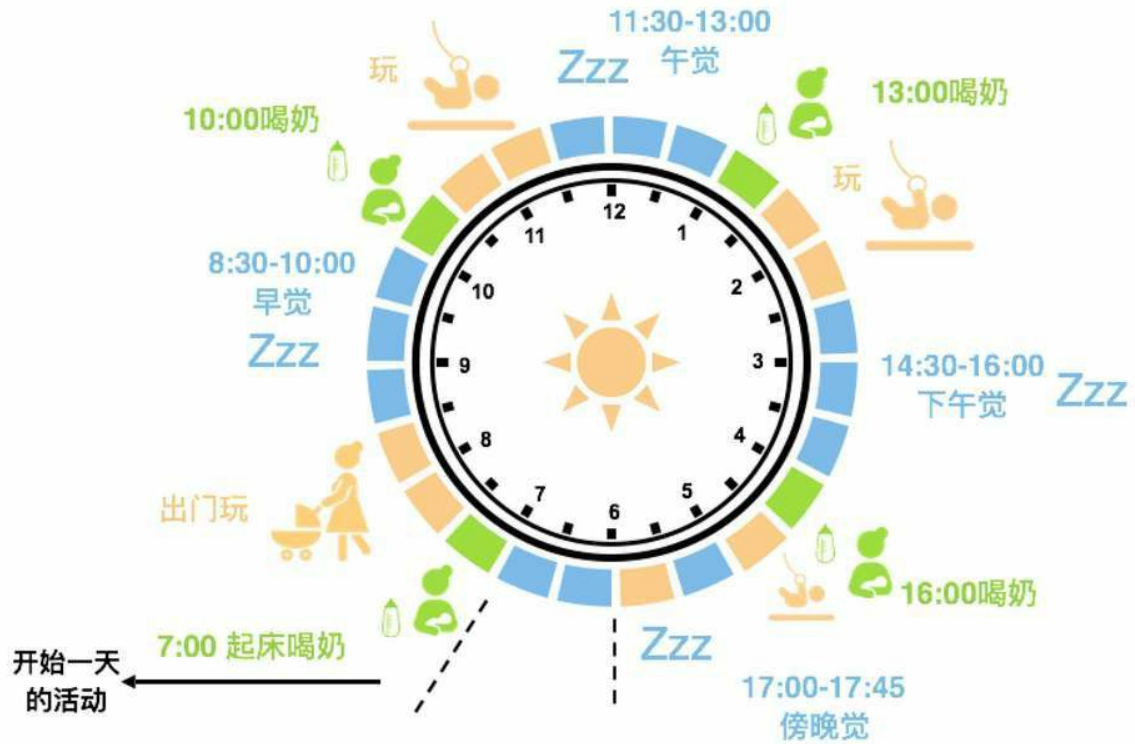 11:30-13:00
午觉
Zzz
玩
10:00喝奶
13:00喝奶
玩
8:30-10:00
早觉
Zzz
12
1
2
3
4
5
6
7
8
9
10
11
14:30-16:00
下午觉
Zzz
出门玩
16:00喝奶
7:00 起床喝奶
Zzz
17:00-17:45
傍晚觉
开始一天
的活动